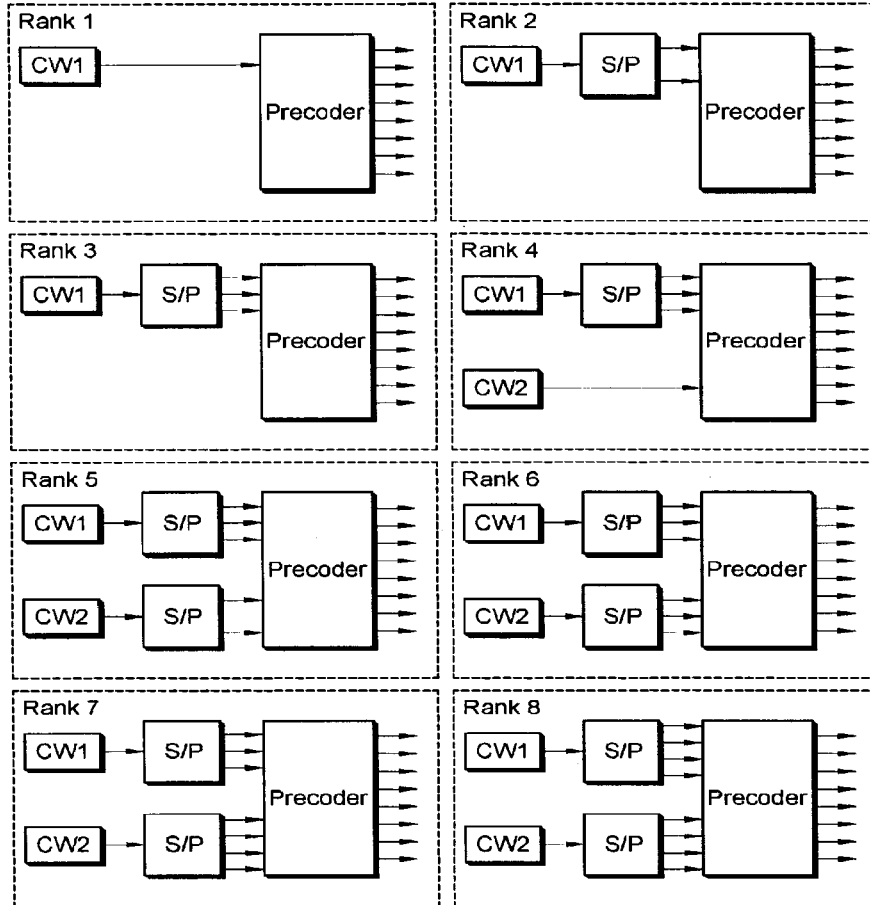 Rank 1
CW1
Precoder
Rank 2
CW1
S/P
Precoder
Rank 3
CW1
S/P
Precoder
Rank 4
CW1
S/P
Precoder
CW2
Rank 5
CW1
S/P
Precoder
CW2
S/P
Rank 6
CW1
S/P
Precoder
CW2
S/P
Rank 7
CW1
S/P
Precoder
CW2
S/P
Rank 8
CW1
S/P
Precoder
CW2
S/P